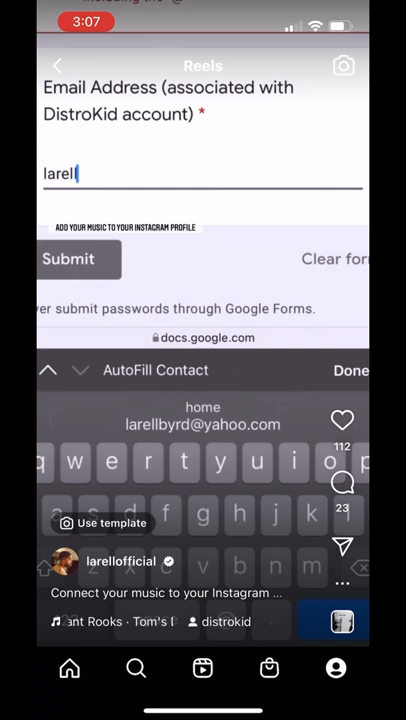 3:07
Reels
Email Address (associated with
DistroKid account) *
larell
ADD YOUR MUSIC TO YOUR INSTAGRAM PROFILE
Submit
Clear for
ver submit passwords through Google Forms.
docs.google.com
AutoFill Contact
Done
home
larellbyrd@yahoo.com
q w e r t y u i o p
112
a s d f g h j k l
23
Use template
z x c v b n m
larellofficial
Connect your music to your Instagram ...
ant Rooks · Tom's
distrokid